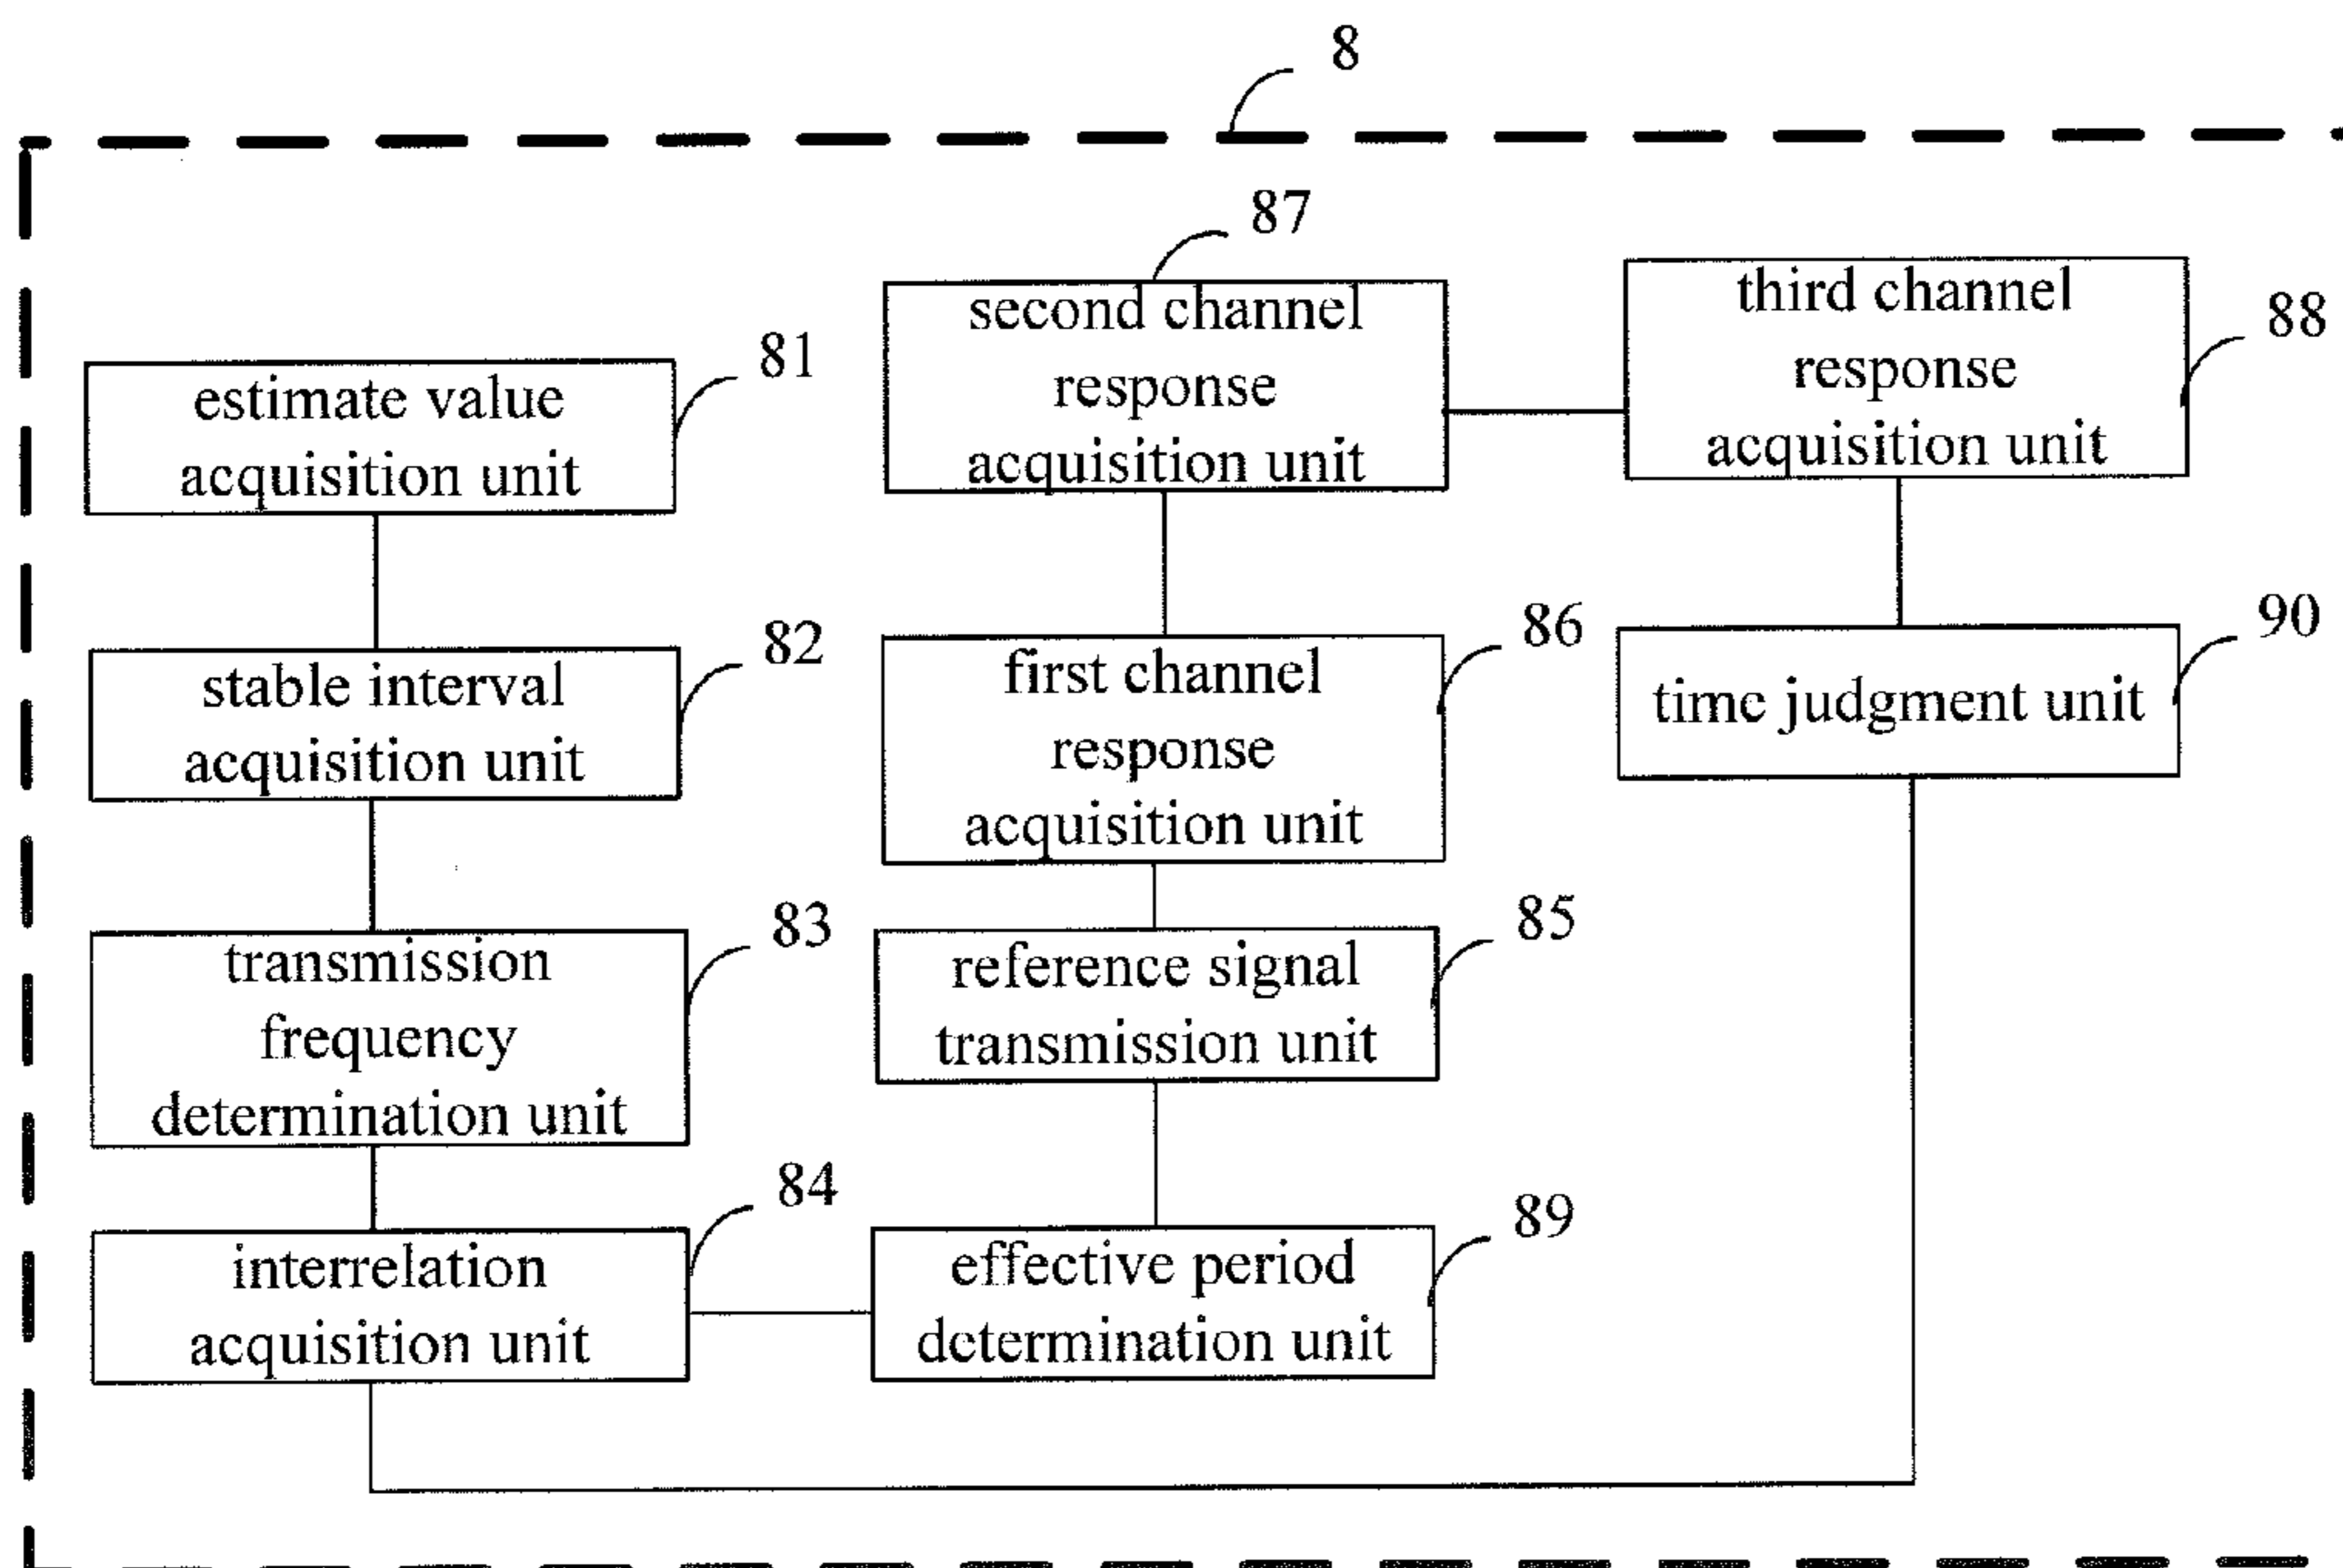 8
87
second channel
response
acquisition unit
third channel
response
acquisition unit
88
estimate value
acquisition unit
81
stable interval
acquisition unit
82
first channel
response
acquisition unit
86
time judgment unit
90
transmission
frequency
determination unit
83
reference signal
transmission unit
85
interrelation
acquisition unit
84
effective period
determination unit
89